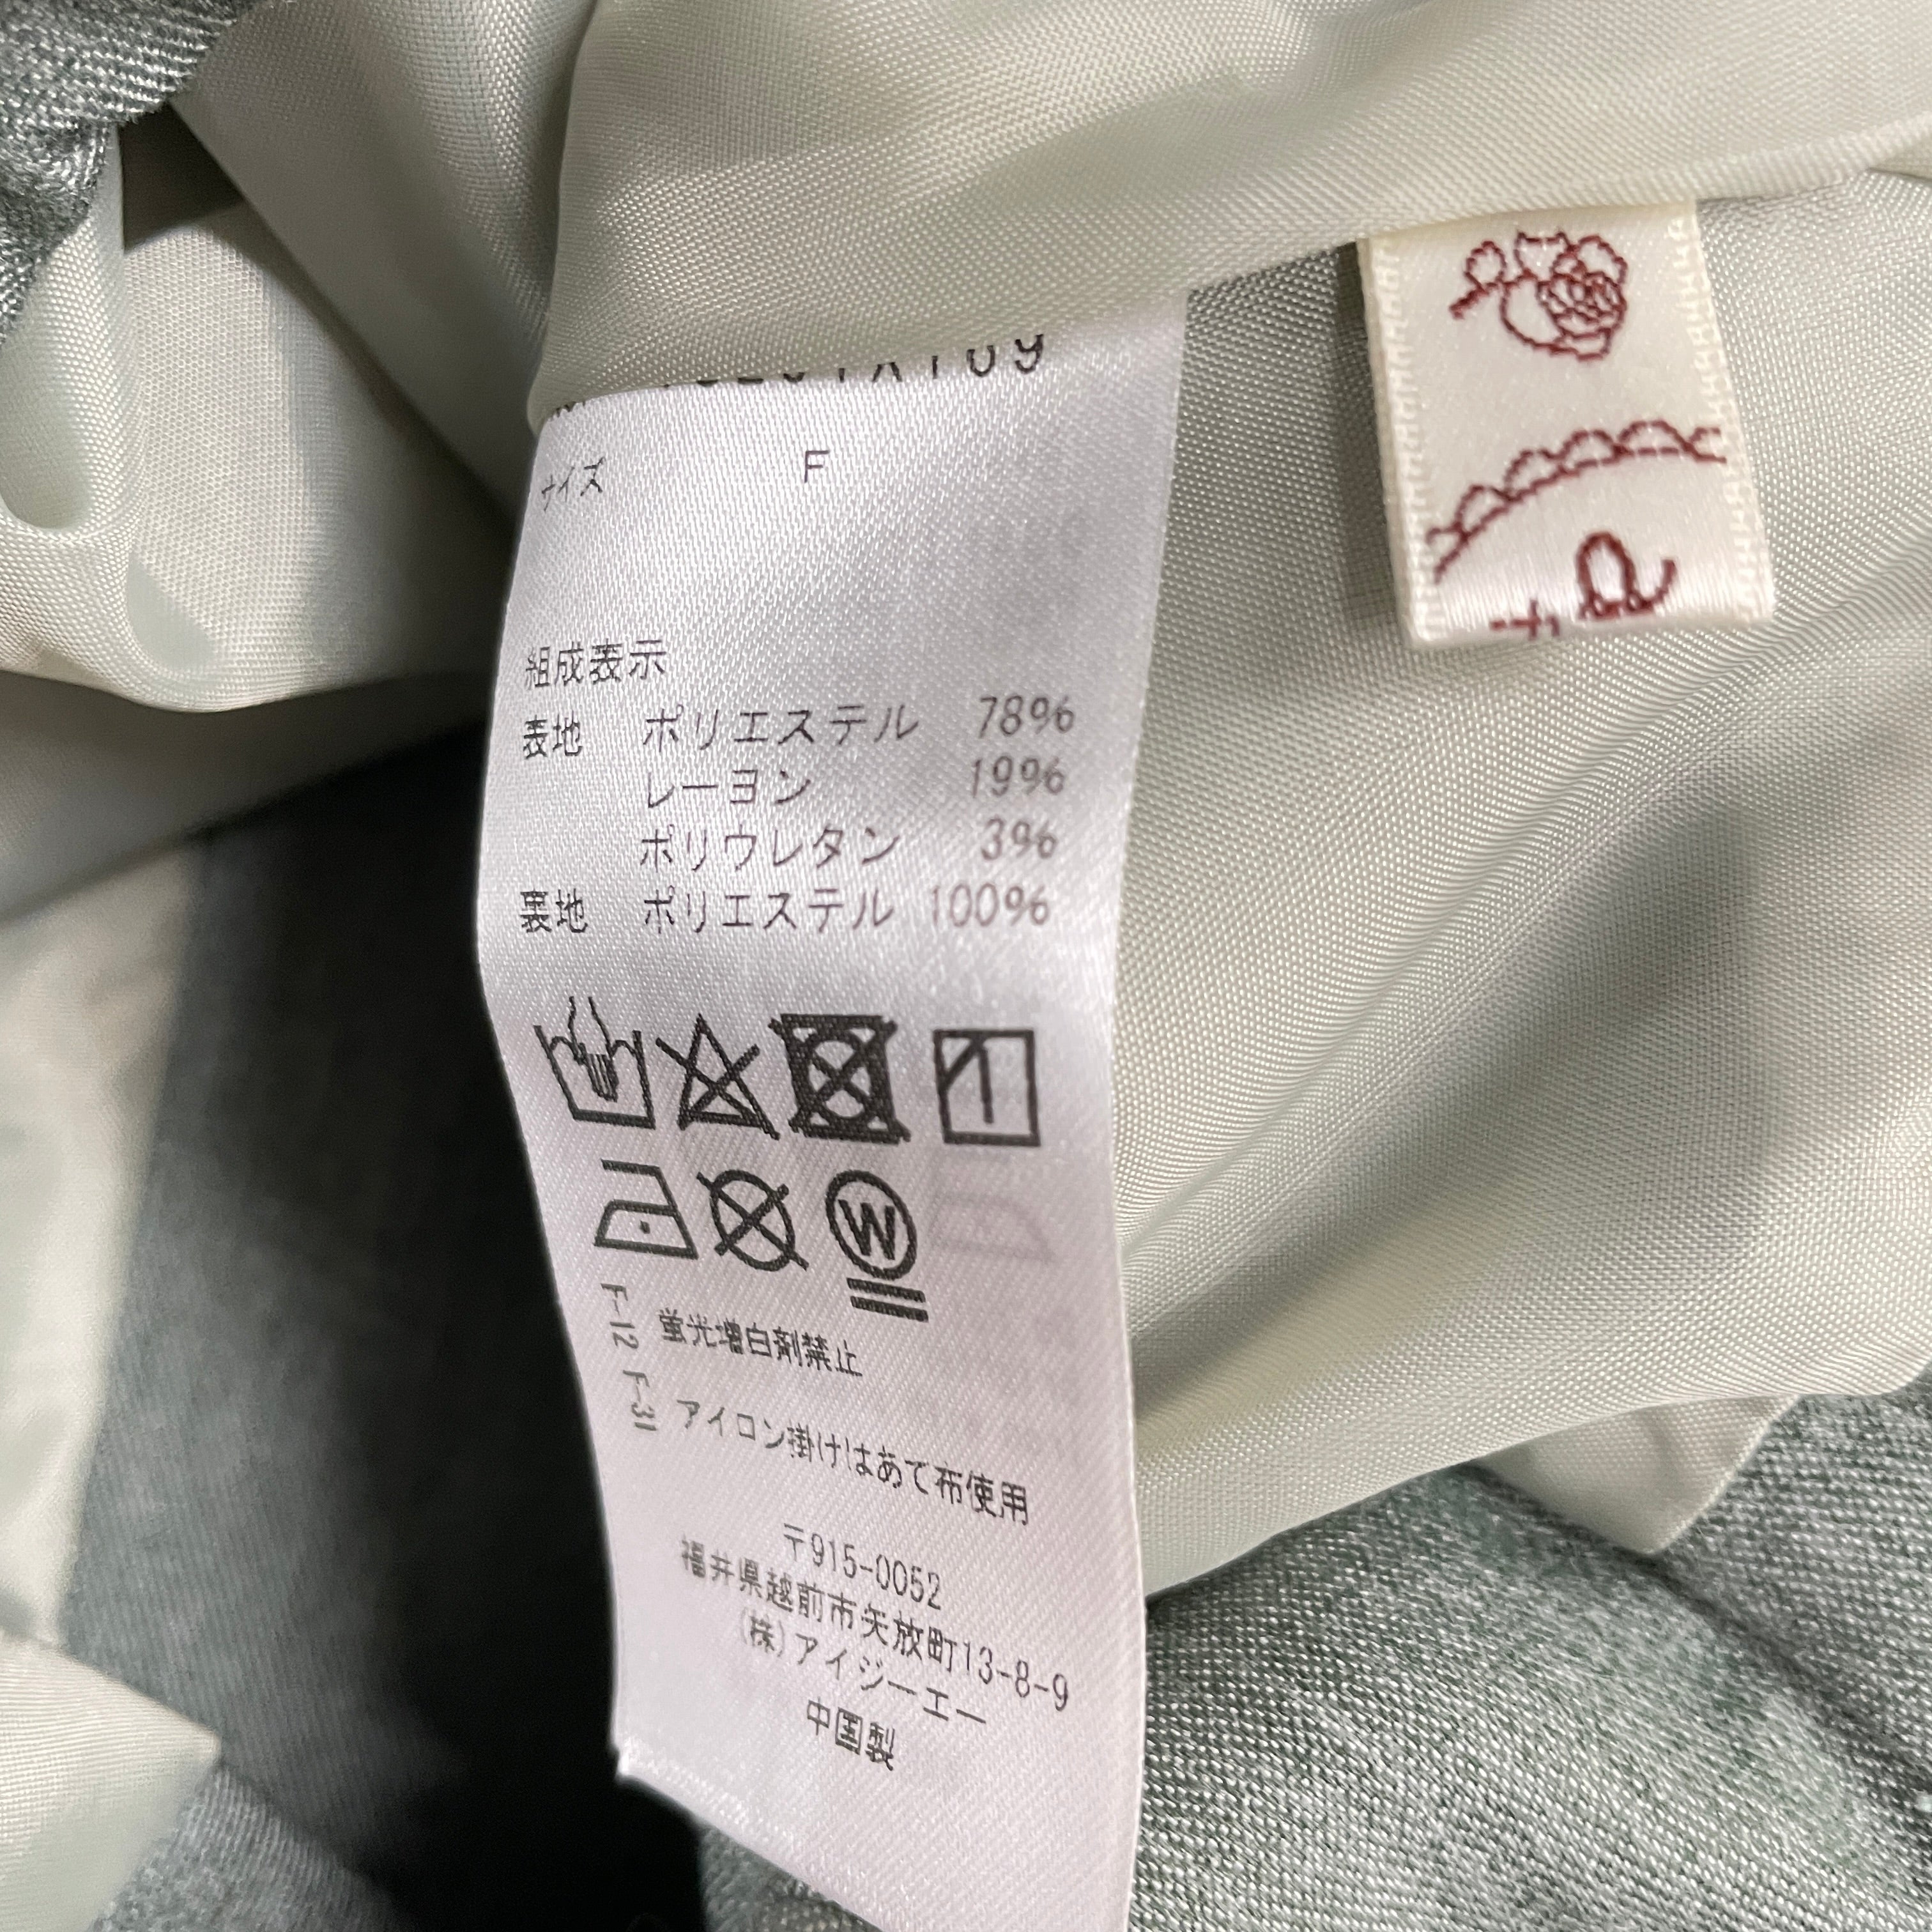 サイズ F
組成表示
表地 ポリエステル 78%
レーヨン 19%
ポリウレタン 3%
裏地 ポリエステル 100%
W
F-12 蛍光増白剤禁止
F-31 アイロン掛けはあて布使用
〒915-0052
福井県越前市矢放町13-8-9
(株)アイジーエー
中国製